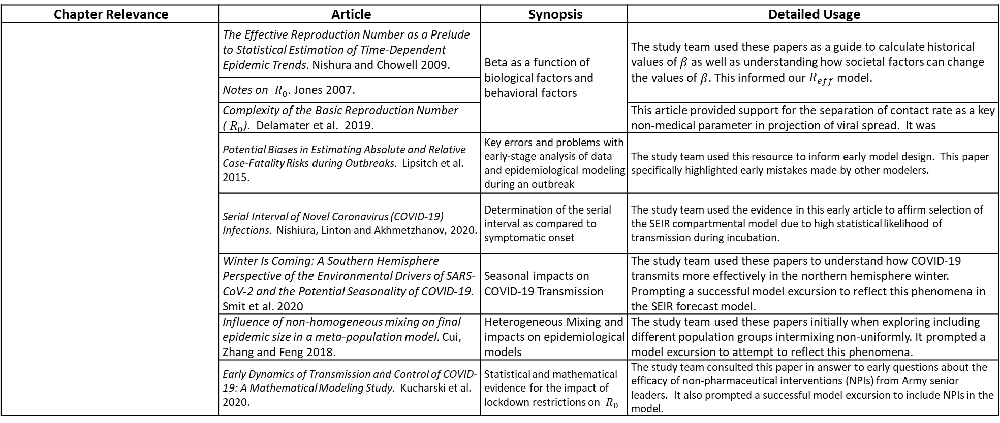 Chapter Relevance
Article
Synopsis
Detailed Usage
The Effective Reproduction Number as a Prelude
to Statistical Estimation of Time-Dependent
Epidemic Trends. Nishura and Chowell 2009.
Notes on R₀. Jones 2007.
Complexity of the Basic Reproduction Number
( R₀). Delamater et al. 2019.
Beta as a function of
biological factors and
behavioral factors
The study team used these papers as a guide to calculate historical
values of β as well as understanding how societal factors can change
the values of β. This informed our R_eff model.
This article provided support for the separation of contact rate as a key
non-medical parameter in projection of viral spread. It was
Potential Biases in Estimating Absolute and Relative
Case-Fatality Risks during Outbreaks. Lipsitch et al.
2015.
Key errors and problems with
early-stage analysis of data
and epidemiological modeling
during an outbreak
The study team used this resource to inform early model design. This paper
specifically highlighted early mistakes made by other modelers.
Serial Interval of Novel Coronavirus (COVID-19)
Infections. Nishiura, Linton and Akhmetzhanov, 2020.
Determination of the serial
interval as compared to
symptomatic onset
The study team used the evidence in this early article to affirm selection of
the SEIR compartmental model due to high statistical likelihood of
transmission during incubation.
Winter Is Coming: A Southern Hemisphere
Perspective of the Environmental Drivers of SARS-
CoV-2 and the Potential Seasonality of COVID-19.
Smit et al. 2020
Seasonal impacts on
COVID-19 Transmission
The study team used these papers to understand how COVID-19
transmits more effectively in the northern hemisphere winter.
Prompting a successful model excursion to reflect this phenomena in
the SEIR forecast model.
Influence of non-homogeneous mixing on final
epidemic size in a meta-population model. Cui,
Zhang and Feng 2018.
Heterogeneous Mixing and
impacts on epidemiological
models
The study team used these papers initially when exploring including
different population groups intermixing non-uniformly. It prompted a
model excursion to attempt to reflect this phenomena.
Early Dynamics of Transmission and Control of COVID-
19: A Mathematical Modeling Study. Kucharski et al.
2020.
Statistical and mathematical
evidence for the impact of
lockdown restrictions on R₀
The study team consulted this paper in answer to early questions about the
efficacy of non-pharmaceutical interventions (NPIs) from Army senior
leaders. It also prompted a successful model excursion to include NPIs in the
model.